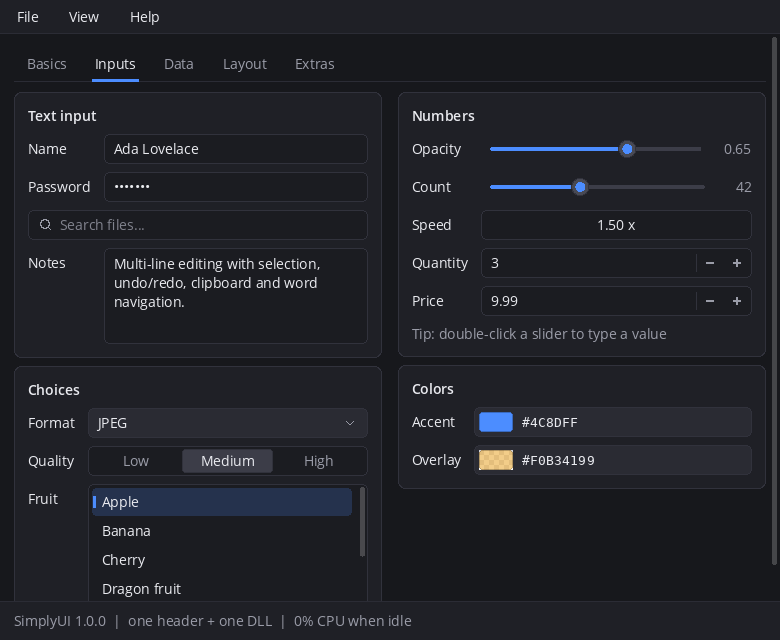 File View Help
Basics Inputs Data Layout Extras
Text input
Name Ada Lovelace
Password •••••••
Search files...
Notes Multi-line editing with selection,
undo/redo, clipboard and word
navigation.
Choices
Format JPEG
Quality Low Medium High
Fruit Apple
Banana
Cherry
Dragon fruit
Numbers
Opacity 0.65
Count 42
Speed 1.50 x
Quantity 3 − +
Price 9.99 − +
Tip: double-click a slider to type a value
Colors
Accent #4C8DFF
Overlay #F0B34199
SimplyUI 1.0.0 | one header + one DLL | 0% CPU when idle